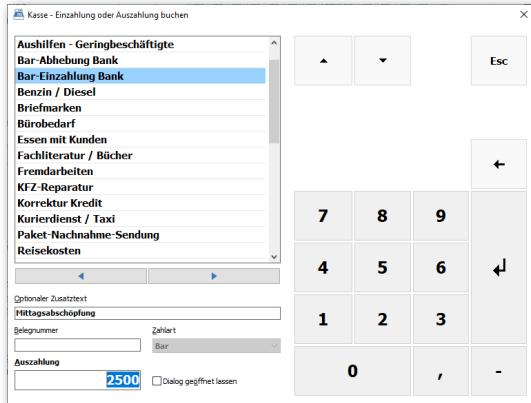 Kasse - Einzahlung oder Auszahlung buchen
Aushilfen - Geringbeschäftigte
Bar-Abhebung Bank
Bar-Einzahlung Bank
Benzin / Diesel
Briefmarken
Bürobedarf
Essen mit Kunden
Fachliteratur / Bücher
Fremdarbeiten
KFZ-Reparatur
Korrektur Kredit
Kurierdienst / Taxi
Paket-Nachnahme-Sendung
Reisekosten
Optionaler Zusatztext
Mittagsabschöpfung
Belegnummer Zahlart
Bar
Auszahlung
2500 Dialog geöffnet lassen
Esc
7 8 9
4 5 6
1 2 3
0 , -